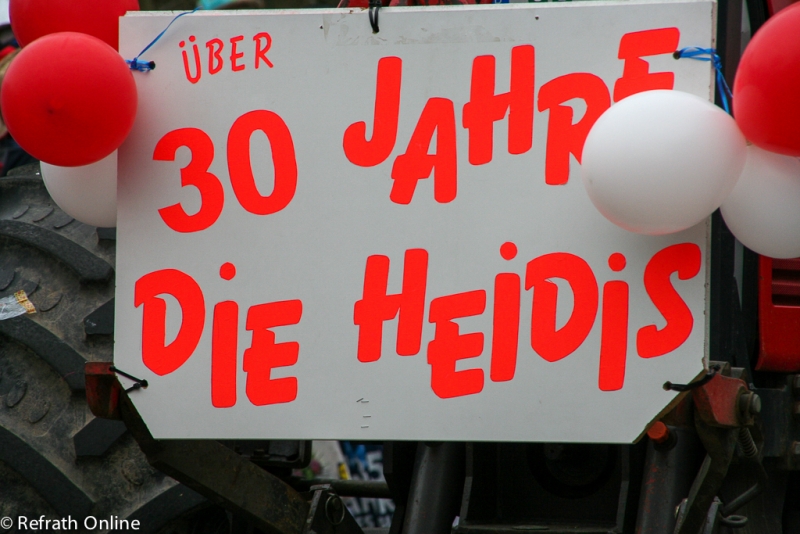 ÜBER
30 JAHRE
DiE HEiDiS
© Refrath Online